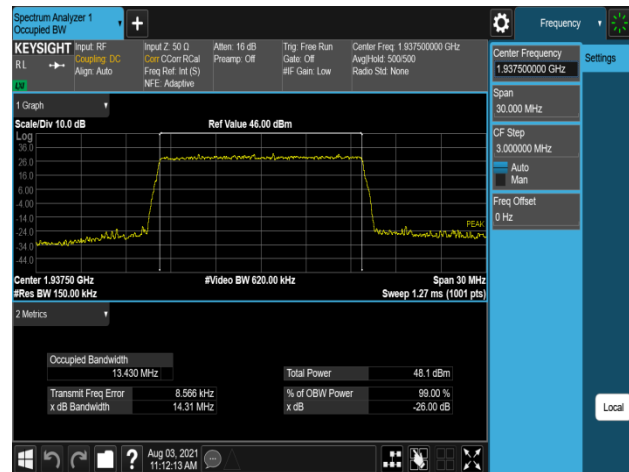 Spectrum Analyzer 1
Occupied BW
Frequency
KEYSIGHT
RL
LW
Input: RF
Coupling: DC
Align: Auto
Input Z: 50 Ω
Corr CCorr RCal
Freq Ref: Int (S)
NFE: Adaptive
Atten: 16 dB
Preamp: Off
Trig: Free Run
Gate: Off
#IF Gain: Low
Center Freq: 1.937500000 GHz
Avg|Hold: 500/500
Radio Std: None
1 Graph
Scale/Div 10.0 dB
Ref Value 46.00 dBm
Log
36.0
26.0
16.0
6.00
-4.00
-14.0
-24.0
-34.0
-44.0
PEAK
Center 1.93750 GHz
#Video BW 620.00 kHz
Span 30 MHz
#Res BW 150.00 kHz
Sweep 1.27 ms (1001 pts)
2 Metrics
Occupied Bandwidth
13.430 MHz
Total Power 48.1 dBm
Transmit Freq Error 8.566 kHz
% of OBW Power 99.00 %
x dB Bandwidth 14.31 MHz
x dB -26.00 dB
Center Frequency
1.937500000 GHz
Settings
Span
30.000 MHz
CF Step
3.000000 MHz
Auto
Man
Freq Offset
0 Hz
Local
?
Aug 03, 2021
11:12:13 AM